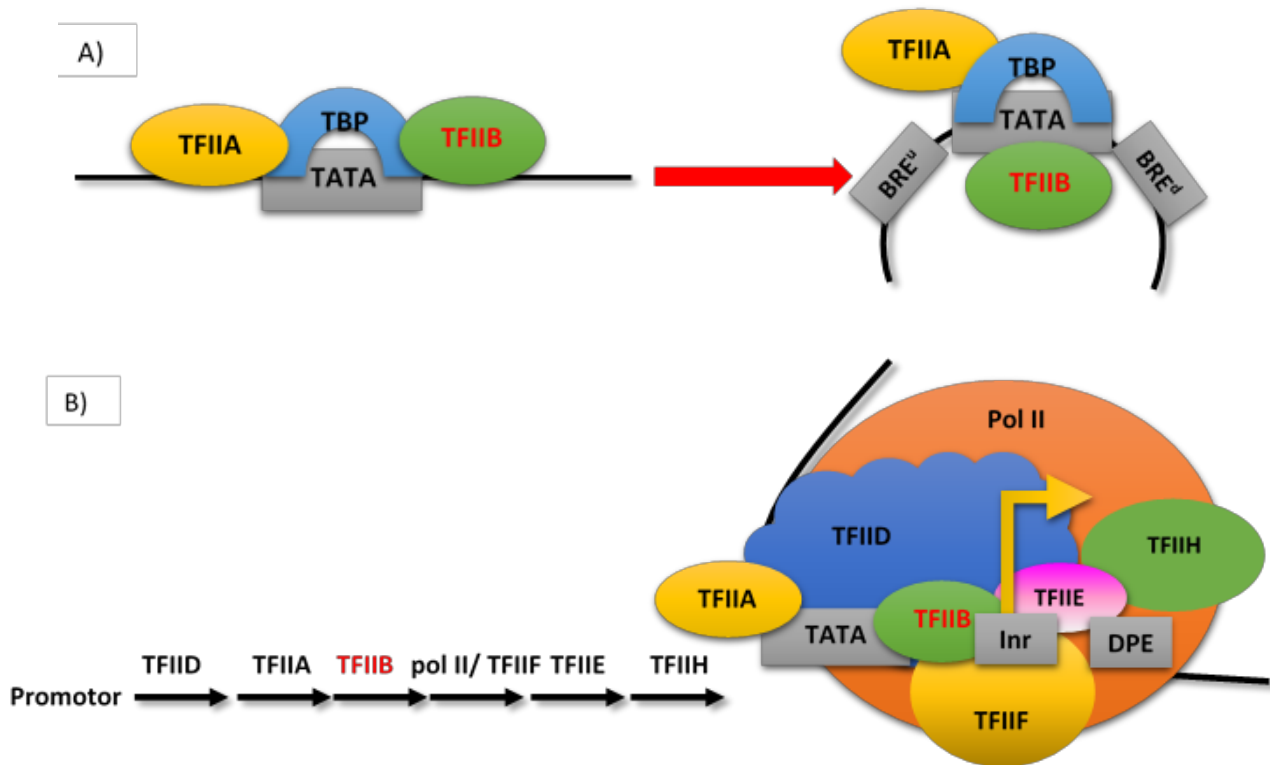 A)
TFIIA
TBP
TFIIB
TATA
TFIIA
TBP
TATA
BREᵘ
TFIIB
BREᵈ
B)
Pol II
TFIID
TFIIH
TFIIA
TFIIB
TFIIE
TATA
Inr
DPE
TFIIF
TFIID TFIIA TFIIB pol II/ TFIIF TFIIE TFIIH
Promotor